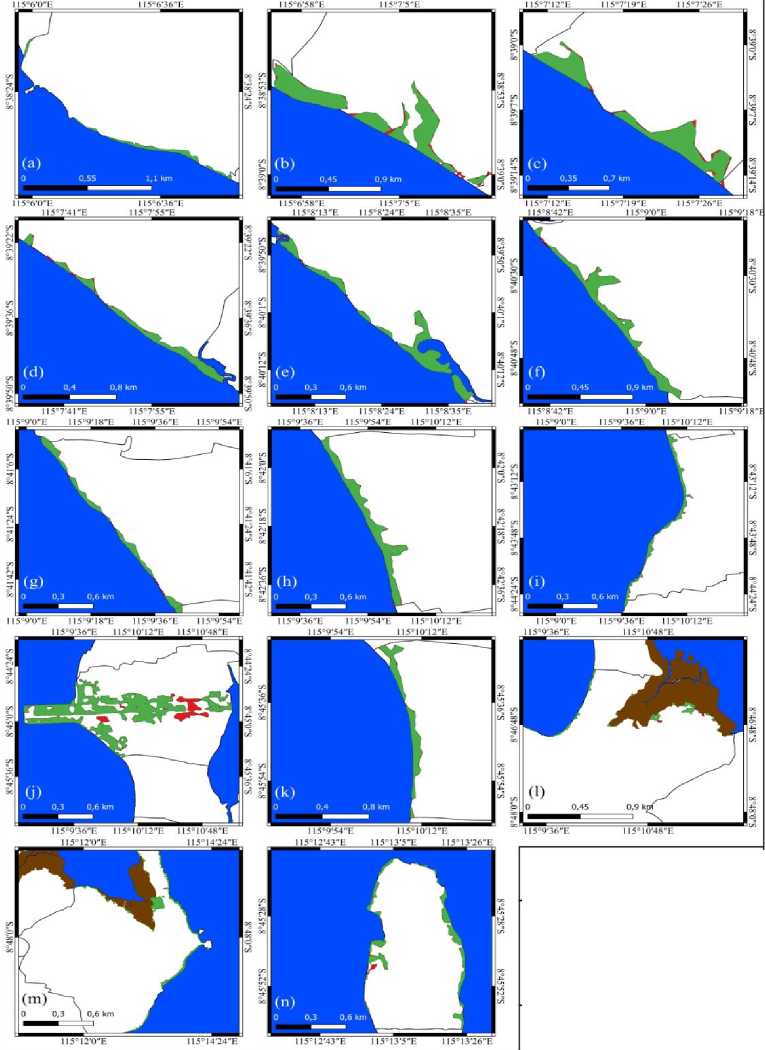 115°6'0"E 115°6'36"E
8°38'24"S 8°38'24"S
(a)
0 0,55 1,1 km
115°6'0"E 115°6'36"E
115°6'58"E 115°7'5"E
8°38'53"S 8°38'53"S
8°39'0"S 8°39'0"S
(b)
0 0,45 0,9 km
115°6'58"E 115°7'5"E
115°7'12"E 115°7'19"E 115°7'26"E
8°39'0"S 8°39'0"S
8°39'7"S 8°39'7"S
8°39'14"S 8°39'14"S
(c)
0 0,35 0,7 km
115°7'12"E 115°7'19"E 115°7'26"E
115°7'41"E 115°7'55"E
8°39'22"S 8°39'22"S
8°39'36"S 8°39'36"S
8°39'50"S 8°39'50"S
(d)
0 0,4 0,8 km
115°7'41"E 115°7'55"E
115°8'13"E 115°8'24"E 115°8'35"E
8°39'50"S 8°39'50"S
8°40'1"S 8°40'1"S
8°40'12"S 8°40'12"S
(e)
0 0,3 0,6 km
115°8'13"E 115°8'24"E 115°8'35"E
115°8'42"E 115°9'0"E 115°9'18"E
8°40'30"S 8°40'30"S
8°40'48"S 8°40'48"S
(f)
0 0,45 0,9 km
115°8'42"E 115°9'0"E 115°9'18"E
115°9'0"E 115°9'18"E 115°9'36"E 115°9'54"E
8°41'6"S 8°41'6"S
8°41'24"S 8°41'24"S
8°41'42"S 8°41'42"S
(g)
0 0,3 0,6 km
115°9'0"E 115°9'18"E 115°9'36"E 115°9'54"E
115°9'54"E 115°10'12"E
8°42'0"S 8°42'0"S
8°42'18"S 8°42'18"S
8°42'36"S 8°42'36"S
(h)
0 0,3 0,6 km
115°9'54"E 115°10'12"E
115°9'0"E 115°9'36"E 115°10'12"E
8°43'12"S 8°43'12"S
8°43'48"S 8°43'48"S
8°44'24"S 8°44'24"S
(i)
0 0,3 0,6 km
115°9'0"E 115°9'36"E 115°10'12"E
115°9'36"E 115°10'12"E 115°10'48"E
8°44'24"S 8°44'24"S
8°45'0"S 8°45'0"S
8°45'36"S 8°45'36"S
(j)
0 0,3 0,6 km
115°9'36"E 115°10'12"E 115°10'48"E
115°9'54"E 115°10'12"E
8°45'36"S 8°45'36"S
8°45'54"S 8°45'54"S
(k)
0 0,4 0,8 km
115°9'54"E 115°10'12"E
115°9'36"E 115°10'48"E
8°46'48"S 8°46'48"S
8°48'0"S 8°48'0"S
(l)
0 0,45 0,9 km
115°9'36"E 115°10'48"E
115°12'0"E 115°14'24"E
8°48'0"S 8°48'0"S
(m)
0 0,3 0,6 km
115°12'0"E 115°14'24"E
115°12'43"E 115°13'5"E 115°13'26"E
8°45'28"S 8°45'28"S
8°45'52"S 8°45'52"S
(n)
0 0,3 0,6 km
115°12'43"E 115°13'5"E 115°13'26"E